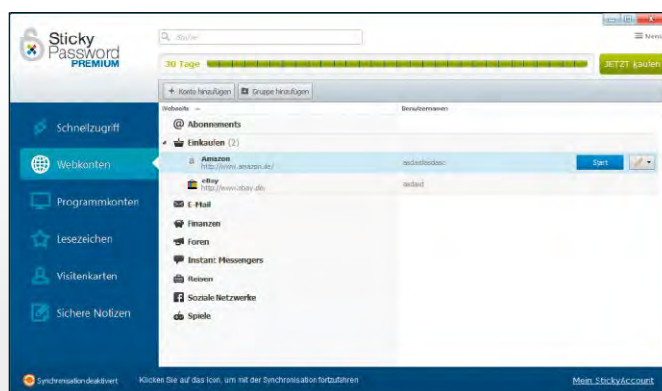 Sticky
Password
PREMIUM
Menü
30 Tage
JETZT kaufen
Konto hinzufügen
Gruppe hinzufügen
Webseite
Benutzername
Schnellzugriff
Webkonten
Programmkonten
Lesezeichen
Visitenkarten
Sichere Notizen
Abonnements
Einkaufen (2)
Amazon
http://www.amazon.de/
Start
eBay
http://www.ebay.de/
E-Mail
Finanzen
Foren
Instant Messengers
Reisen
Soziale Netzwerke
Spiele
Synchronisation deaktiviert
Klicken Sie auf das Icon, um mit der Synchronisation fortzufahren
Mein StickyAccount